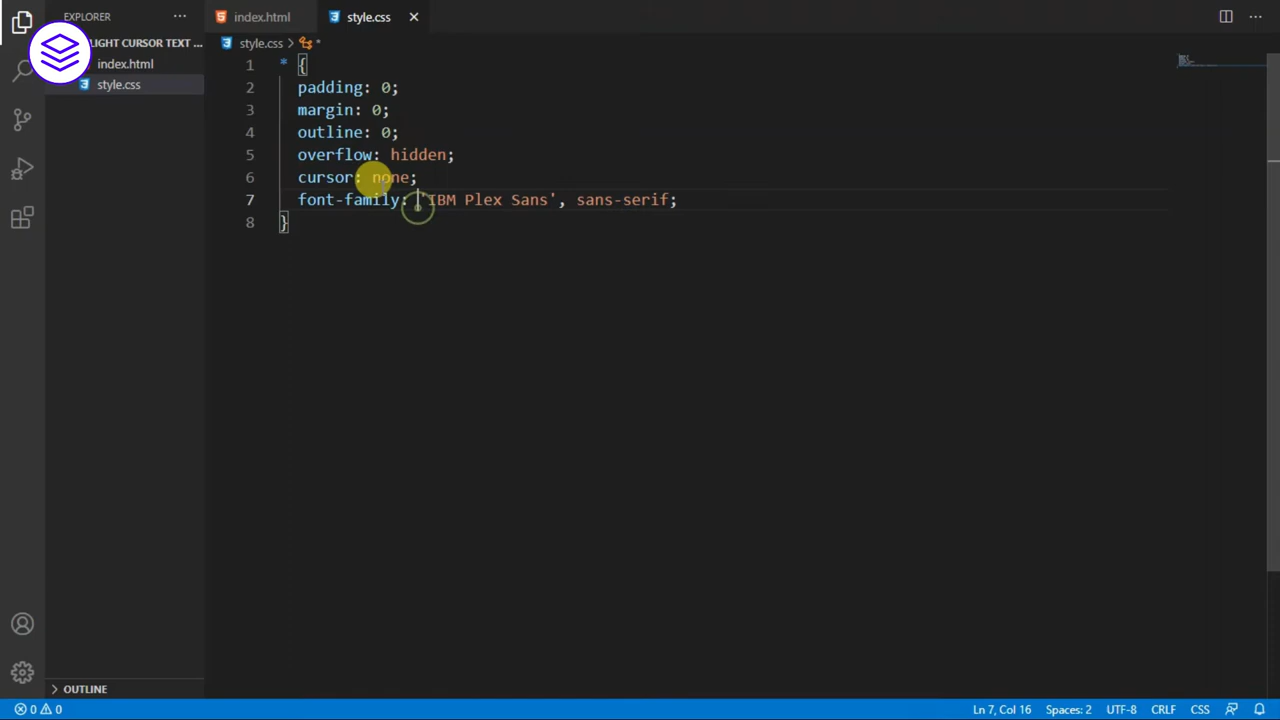 EXPLORER
LIGHT CURSOR TEXT ...
index.html
style.css
OUTLINE
index.html
style.css
style.css
1 * {
2 padding: 0;
3 margin: 0;
4 outline: 0;
5 overflow: hidden;
6 cursor: none;
7 font-family: 'IBM Plex Sans', sans-serif;
8 }
0 0
Ln 7, Col 16
Spaces: 2
UTF-8
CRLF
CSS